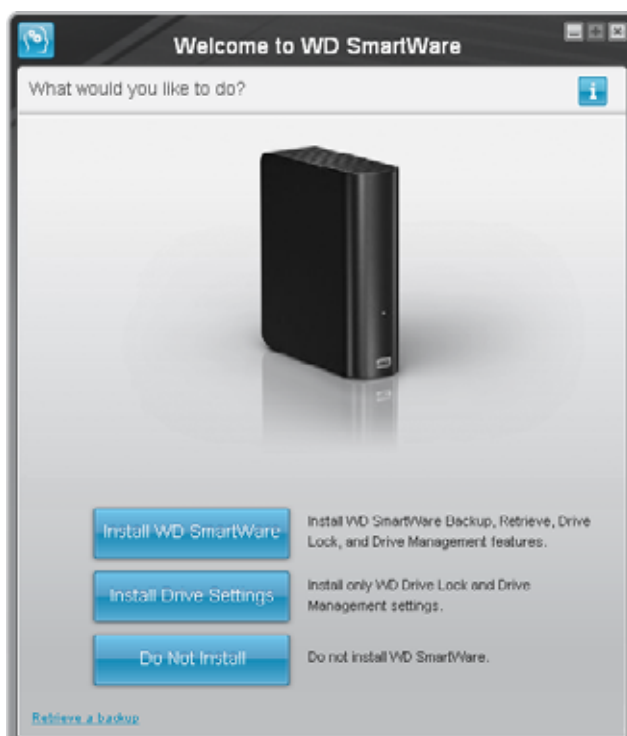 Welcome to WD SmartWare
What would you like to do?
i
WD
Install WD SmartWare
Install WD SmartWare Backup, Retrieve, Drive
Lock, and Drive Management features.
Install Drive Settings
Install only WD Drive Lock and Drive
Management settings.
Do Not Install
Do not install WD SmartWare.
Retrieve a backup